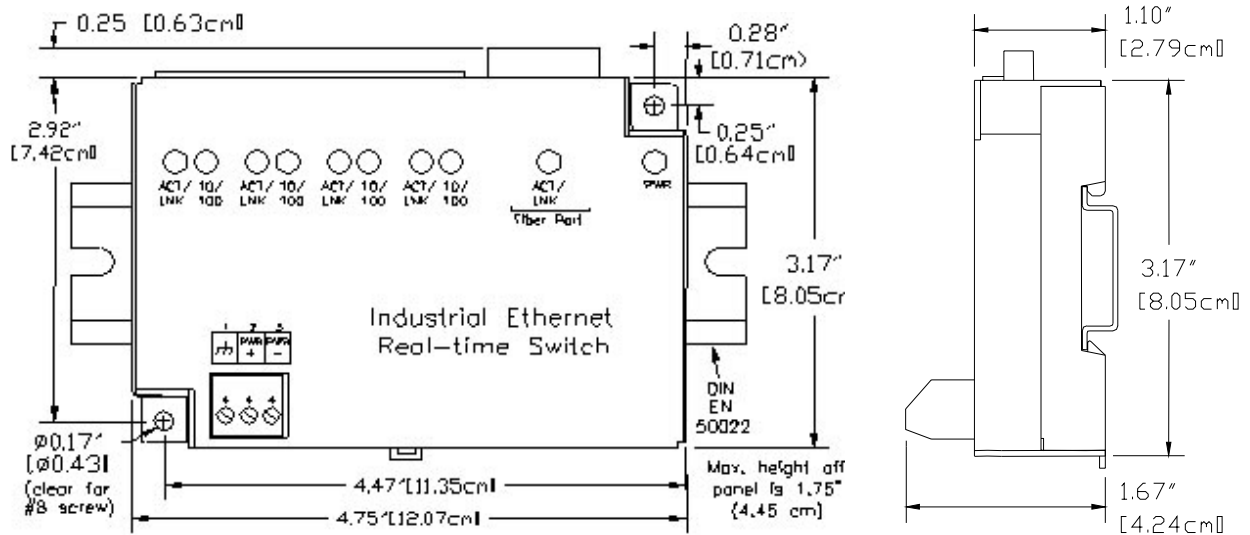 0.25 [0.63cm]
0.28"
[0.71cm)
1.10"
[2.79cm]
2.92"
[7.42cm]
0.25"
[0.64cm]
ACT/ 10/ ACT/ 10/ ACT/ 10/ ACT/ 10/ ACT/ PWR
LNK 100 LNK 100 LNK 100 LNK 100 LNK
Fiber Port
3.17"
[8.05cm
3.17"
[8.05cm]
Industrial Ethernet
Real-time Switch
1 2 3
PWR PWR
+ -
DIN
EN
50022
Ø0.17"
[Ø0.43]
(clear for
#8 screw)
4.47"[11.35cm]
4.75"[12.07cm]
Max. height off
panel is 1.75"
(4.45 cm]
1.67"
[4.24cm]